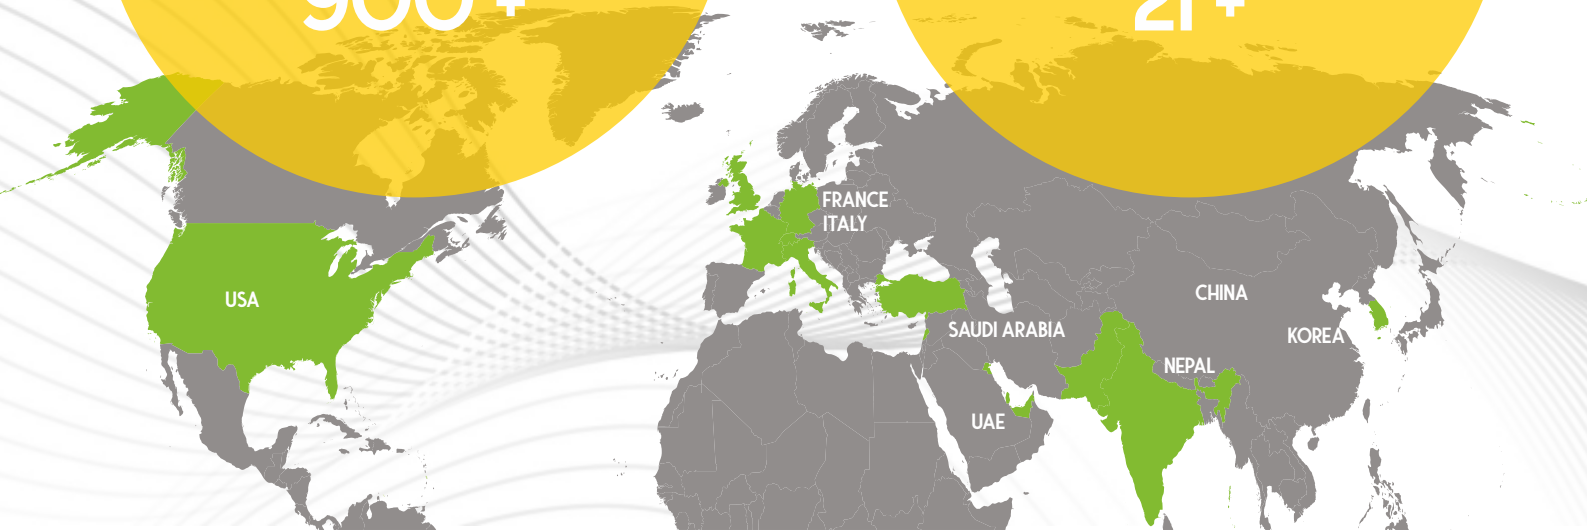 900+
21+
FRANCE
ITALY
USA
CHINA
SAUDI ARABIA
KOREA
NEPAL
UAE